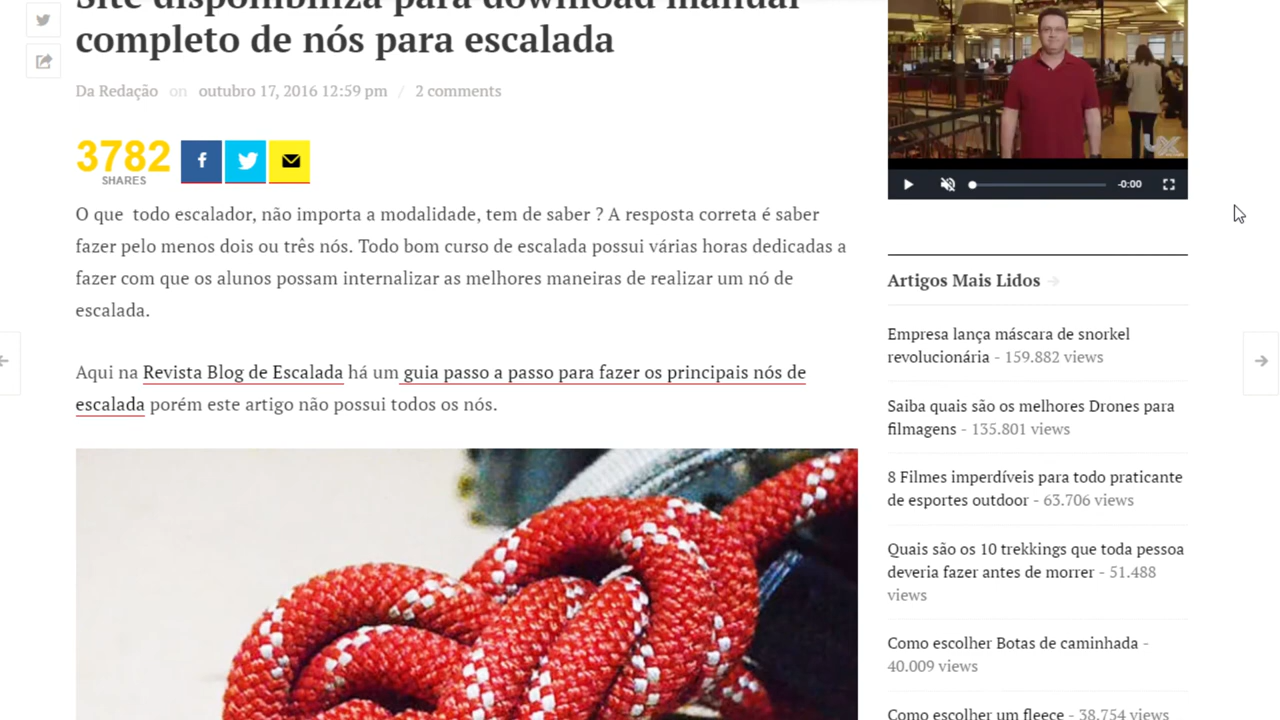 Site disponibiliza para download manual
completo de nós para escalada
Da Redação on outubro 17, 2016 12:59 pm / 2 comments
3782
SHARES
O que todo escalador, não importa a modalidade, tem de saber ? A resposta correta é saber
fazer pelo menos dois ou três nós. Todo bom curso de escalada possui várias horas dedicadas a
fazer com que os alunos possam internalizar as melhores maneiras de realizar um nó de
escalada.
Aqui na Revista Blog de Escalada há um guia passo a passo para fazer os principais nós de
escalada porém este artigo não possui todos os nós.
-0:00
Artigos Mais Lidos
Empresa lança máscara de snorkel
revolucionária - 159.882 views
Saiba quais são os melhores Drones para
filmagens - 135.801 views
8 Filmes imperdíveis para todo praticante
de esportes outdoor - 63.706 views
Quais são os 10 trekkings que toda pessoa
deveria fazer antes de morrer - 51.488
views
Como escolher Botas de caminhada -
40.009 views
Como escolher um fleece - 38.754 views